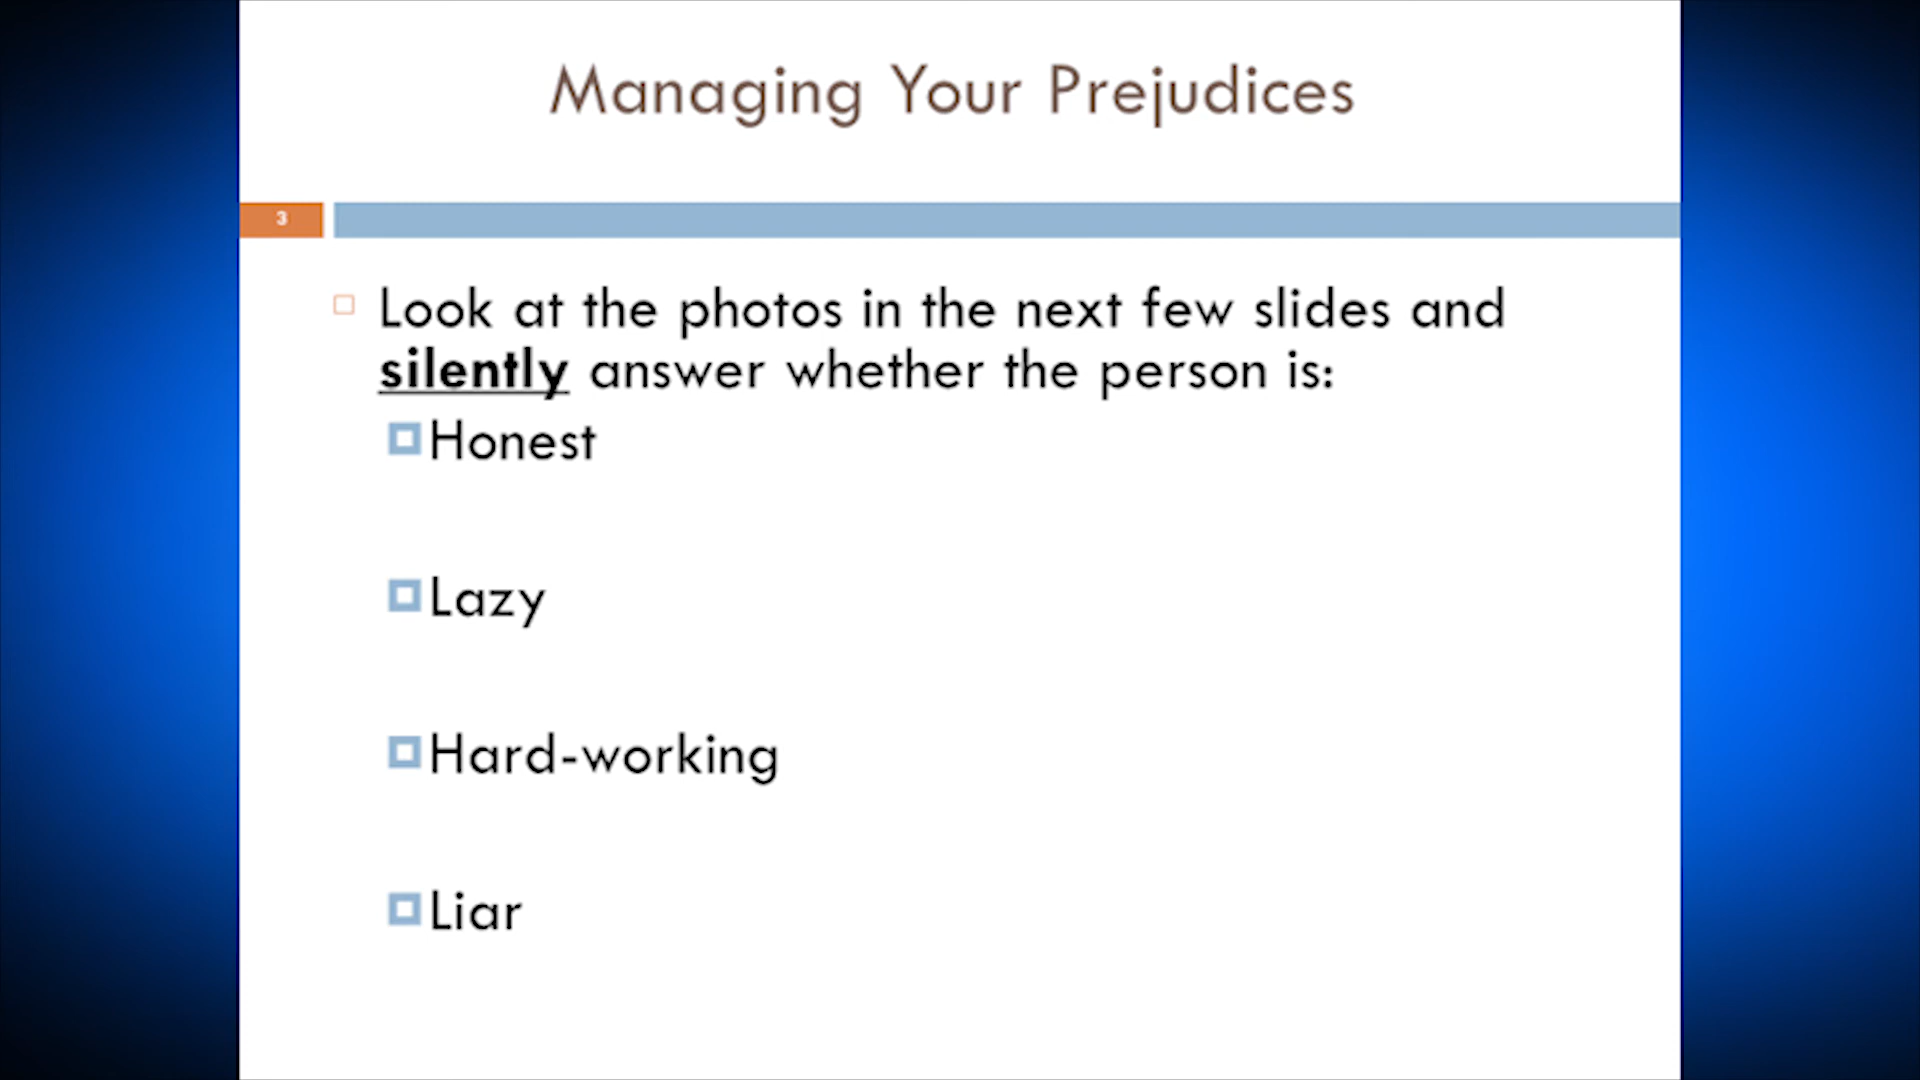 Managing Your Prejudices
3
Look at the photos in the next few slides and
silently answer whether the person is:
Honest
Lazy
Hard-working
Liar